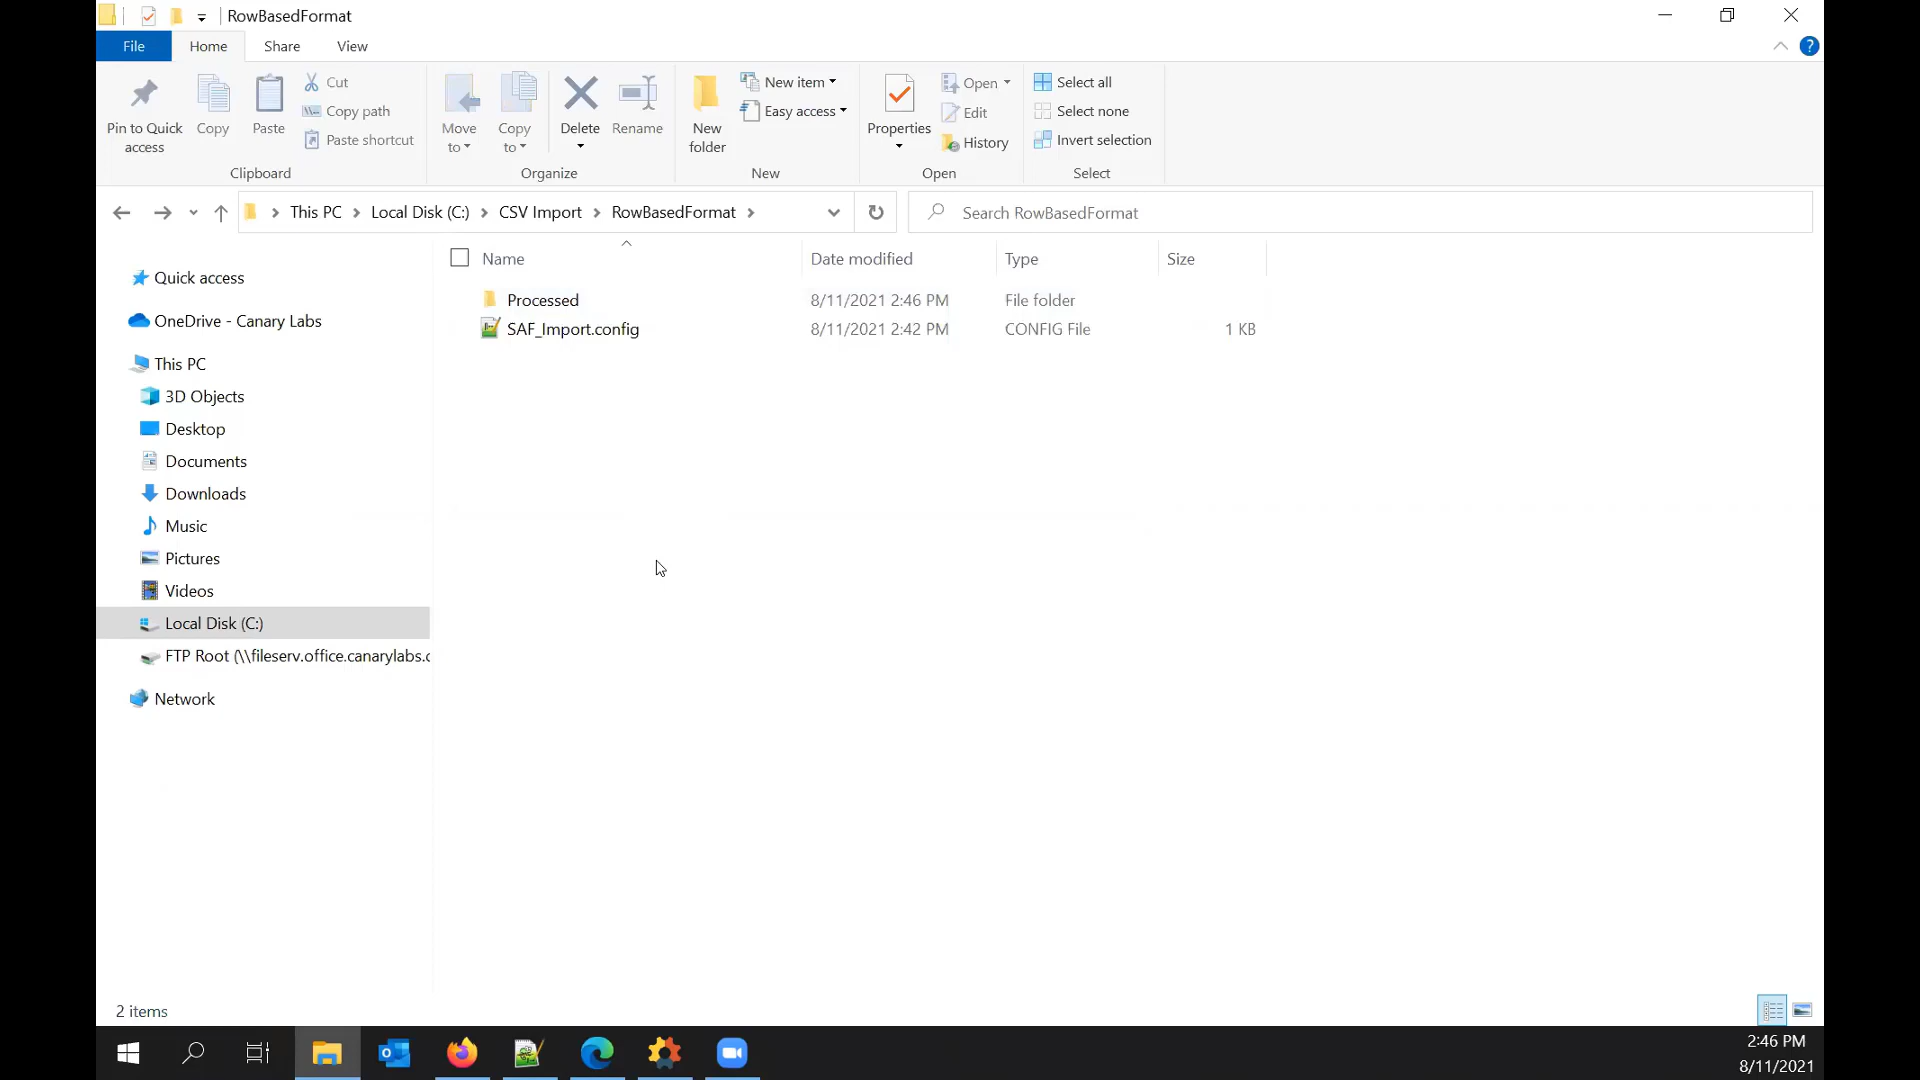 RowBasedFormat
File Home Share View
Pin to Quick access
Copy
Paste
Cut
Copy path
Paste shortcut
Clipboard
Move to
Copy to
Delete
Rename
Organize
New folder
New item
Easy access
New
Properties
Open
Edit
History
Open
Select all
Select none
Invert selection
Select
This PC > Local Disk (C:) > CSV Import > RowBasedFormat >
Search RowBasedFormat
Name Date modified Type Size
Processed 8/11/2021 2:46 PM File folder
SAF_Import.config 8/11/2021 2:42 PM CONFIG File 1 KB
Quick access
OneDrive - Canary Labs
This PC
3D Objects
Desktop
Documents
Downloads
Music
Pictures
Videos
Local Disk (C:)
FTP Root (\\fileserv.office.canarylabs.c
Network
2 items
2:46 PM
8/11/2021